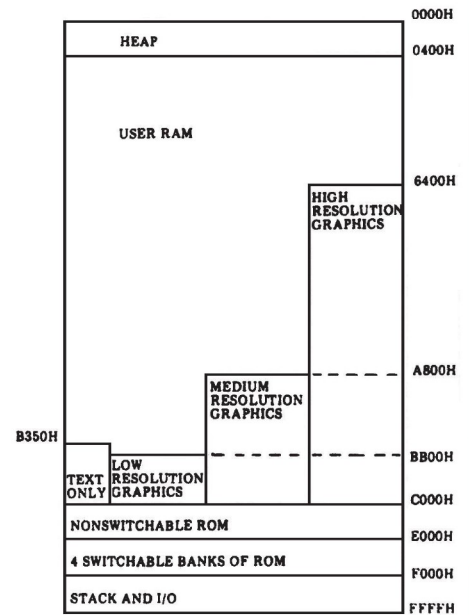 0000H
HEAP
0400H
USER RAM
6400H
HIGH
RESOLUTION
GRAPHICS
A800H
MEDIUM
RESOLUTION
GRAPHICS
B350H
BB00H
TEXT
ONLY
LOW
RESOLUTION
GRAPHICS
C000H
NONSWITCHABLE ROM
E000H
4 SWITCHABLE BANKS OF ROM
F000H
STACK AND I/O
FFFFH